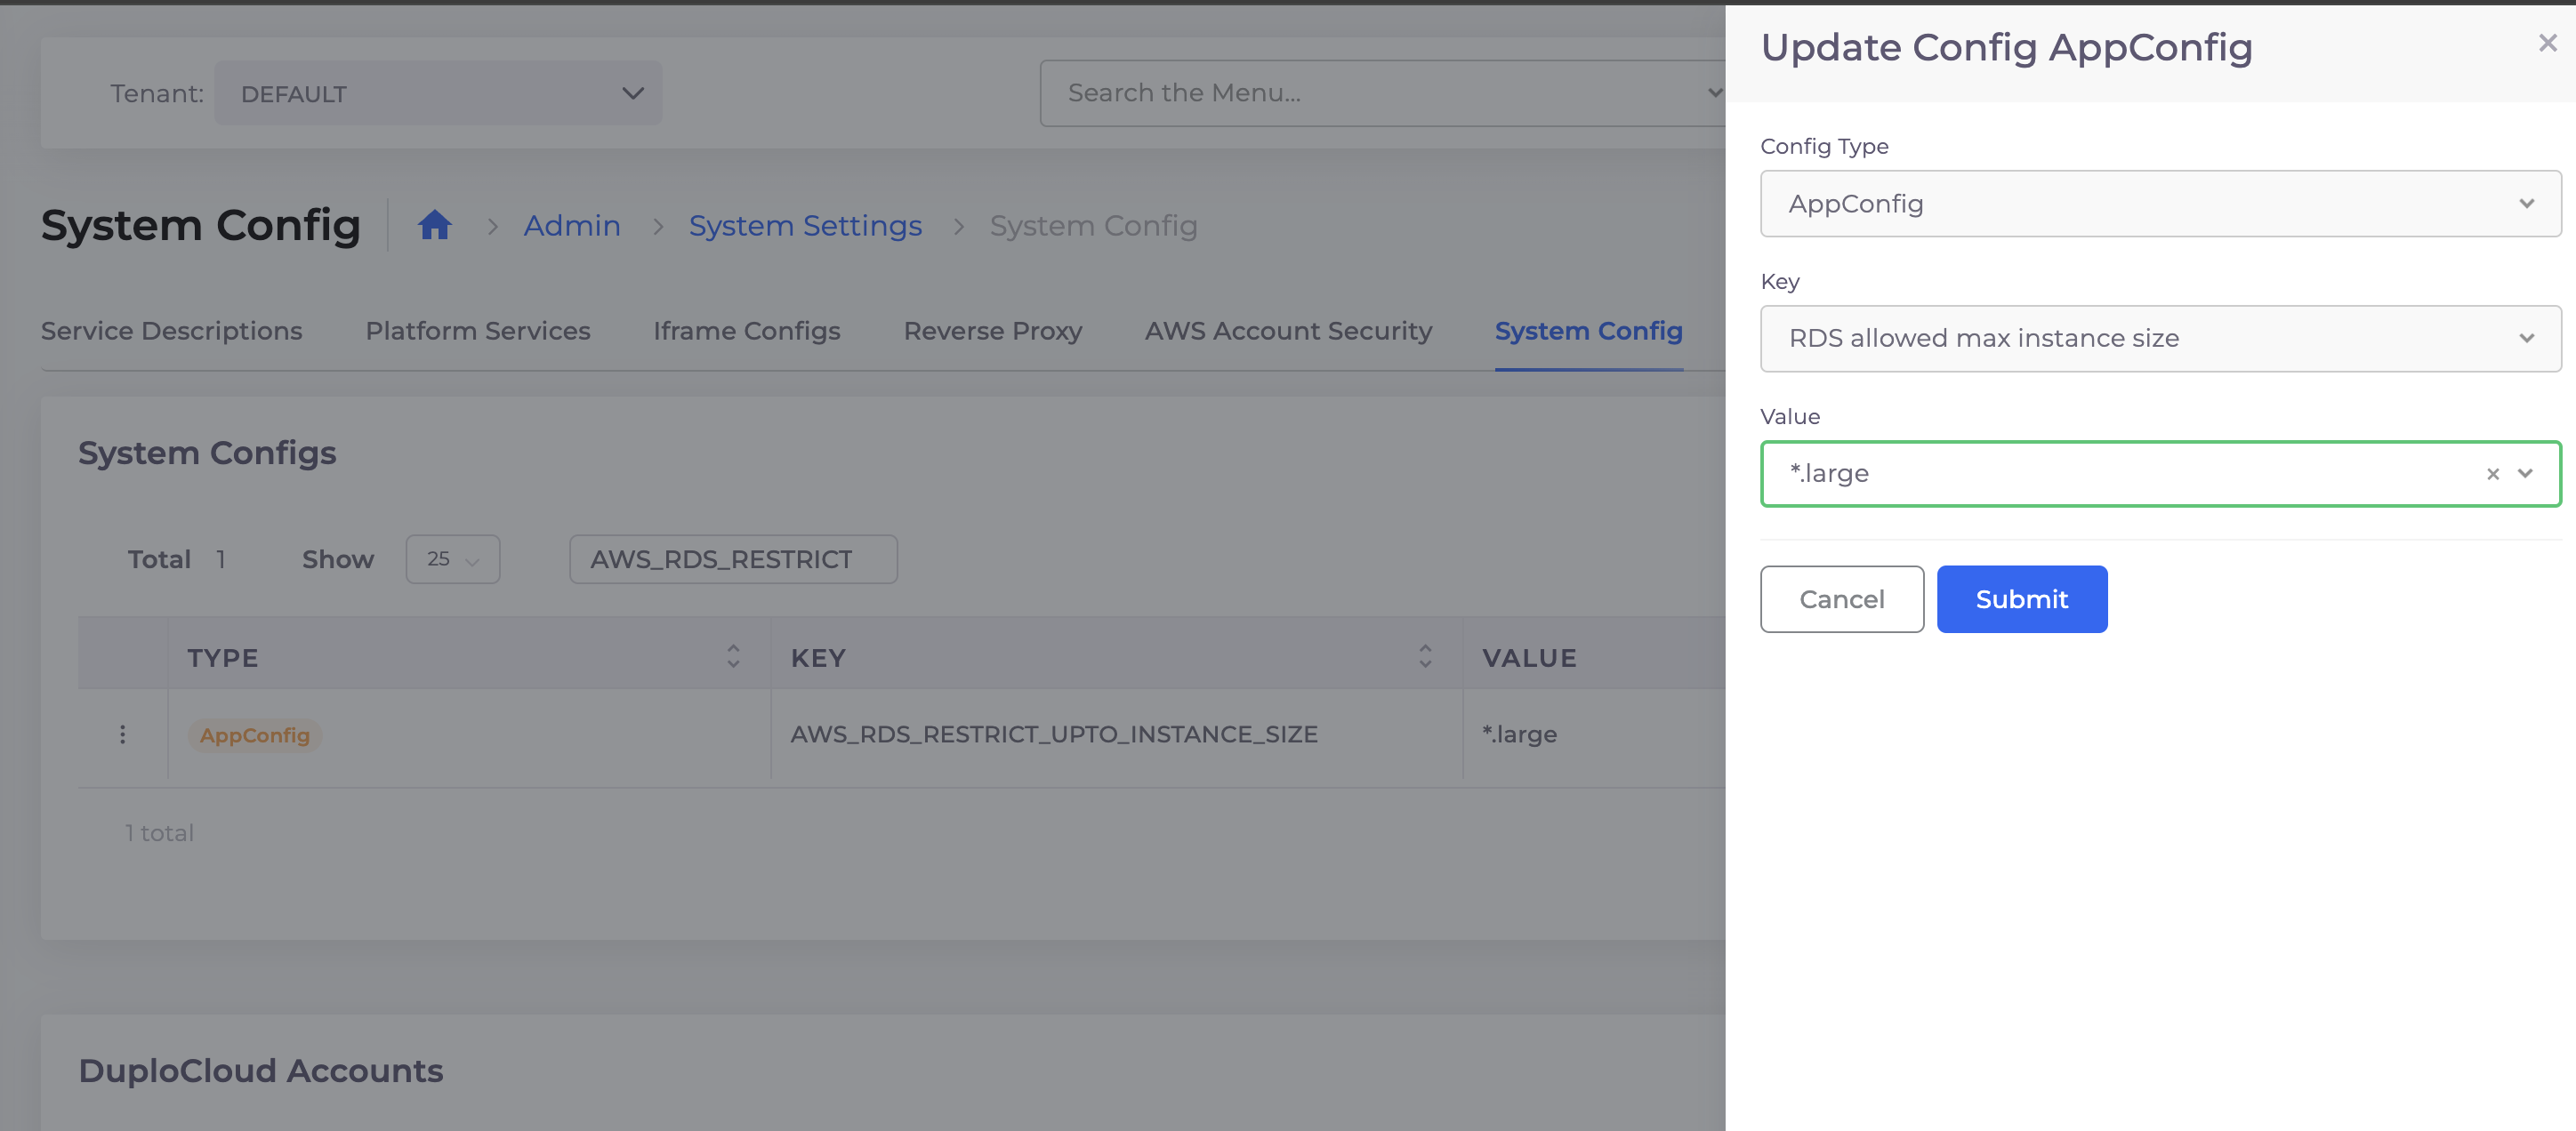 Tenant: DEFAULT
Search the Menu...
System Config
Admin
System Settings
System Config
Service Descriptions
Platform Services
Iframe Configs
Reverse Proxy
AWS Account Security
System Config
System Configs
Total 1
Show 25
AWS_RDS_RESTRICT
TYPE
KEY
VALUE
AppConfig
AWS_RDS_RESTRICT_UPTO_INSTANCE_SIZE
*.large
1 total
DuploCloud Accounts
Update Config AppConfig
Config Type
AppConfig
Key
RDS allowed max instance size
Value
*.large
Cancel
Submit